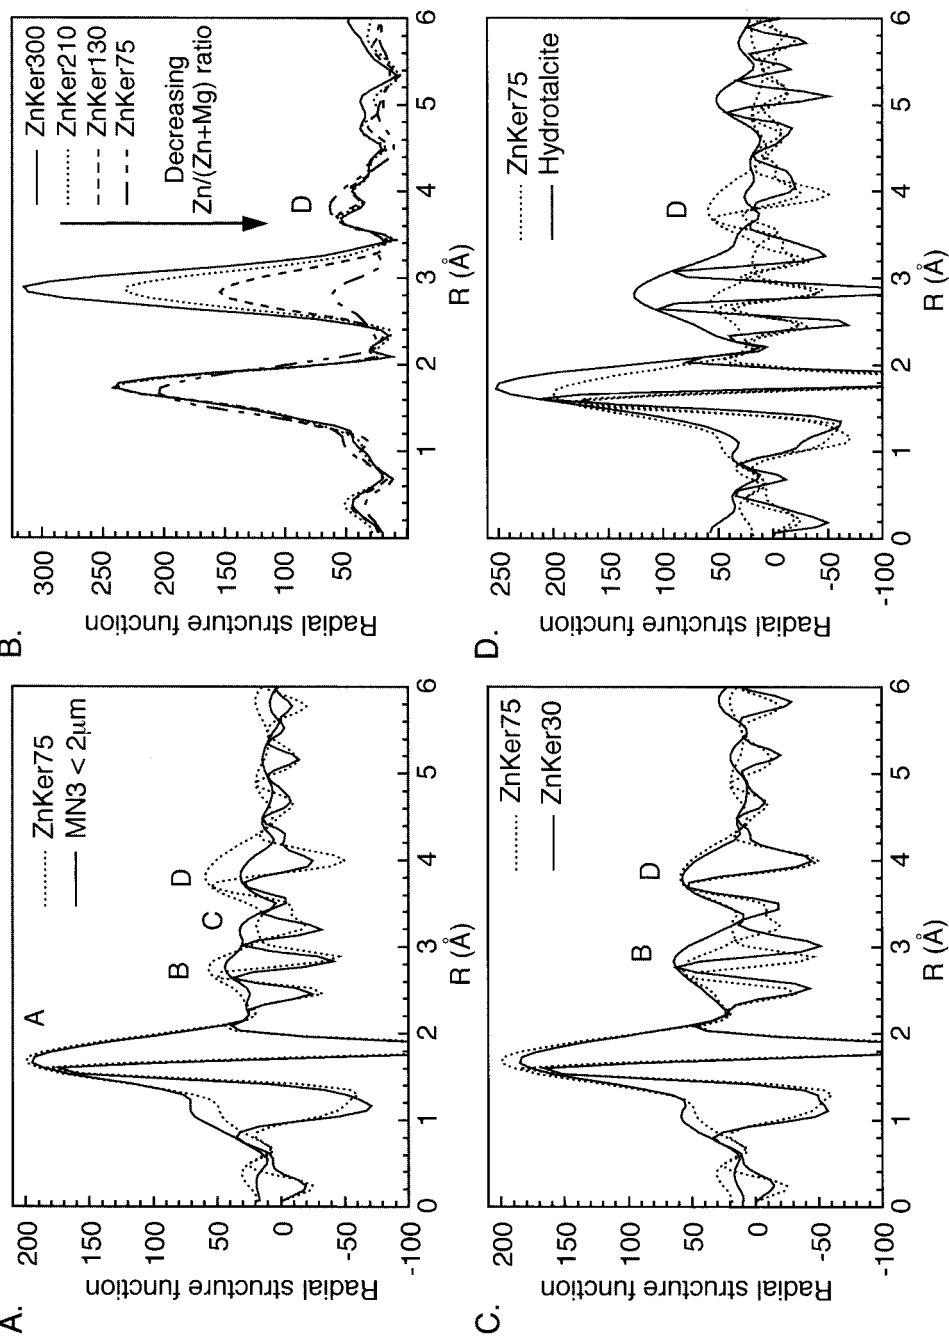 A.
Radial structure function
200
150
100
50
0
-50
-100
ZnKer75
MN3 < 2μm
A
B
C
D
0 1 2 3 4 5 6
R (Å)
B.
Radial structure function
300
250
200
150
100
50
ZnKer300
ZnKer210
ZnKer130
ZnKer75
Decreasing
Zn/(Zn+Mg) ratio
D
1 2 3 4 5 6
R (Å)
C.
Radial structure function
200
150
100
50
0
-50
-100
ZnKer75
ZnKer30
B
D
0 1 2 3 4 5 6
R (Å)
D.
Radial structure function
250
200
150
100
50
0
-50
-100
ZnKer75
Hydrotalcite
D
0 1 2 3 4 5 6
R (Å)